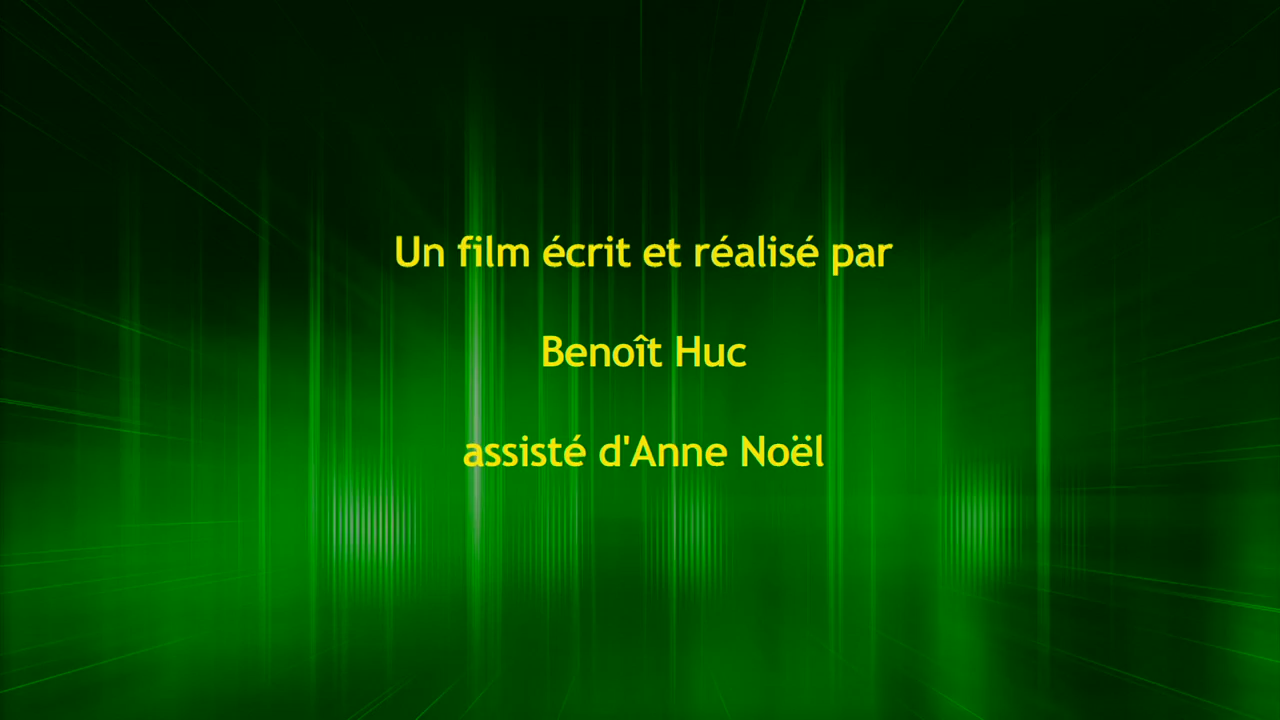 Un film écrit et réalisé par
Benoît Huc
assisté d'Anne Noël